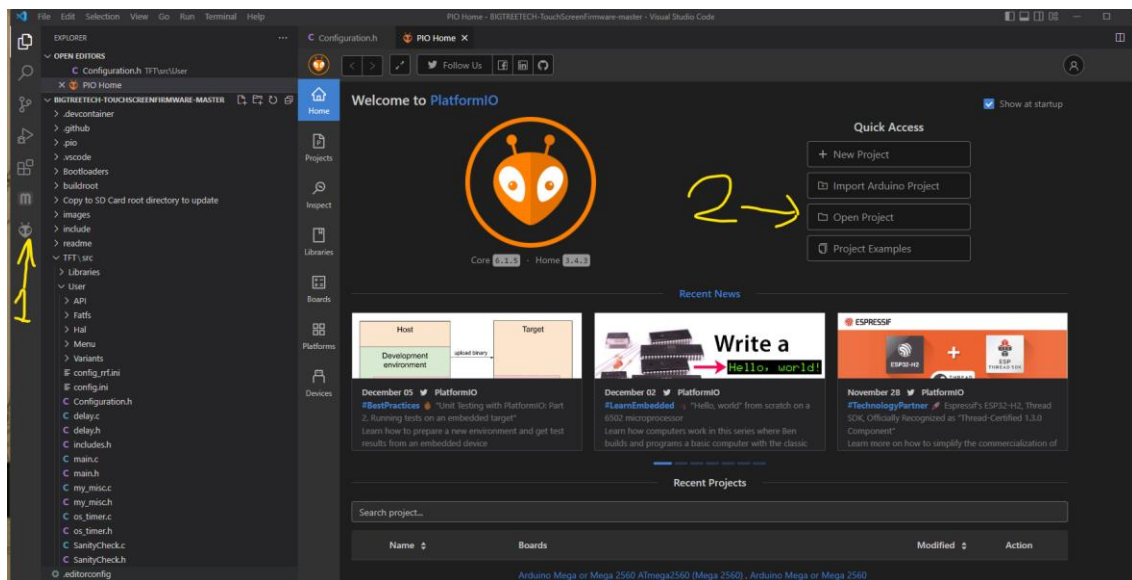 File Edit Selection View Go Run Terminal Help
PIO Home - BIGTREETECH-TouchScreenFirmware-master - Visual Studio Code
EXPLORER
OPEN EDITORS
C Configuration.h TFT\src\User
PIO Home
BIGTREETECH-TOUCHSCREENFIRMWARE-MASTER
.devcontainer
.github
.pio
.vscode
Bootloaders
buildroot
Copy to SD Card root directory to update
images
include
readme
TFT\src
Libraries
User
API
Fatfs
Hal
Menu
Variants
config_rrf.ini
config.ini
C Configuration.h
C delay.c
C delay.h
C includes.h
C main.c
C main.h
C my_misc.c
C my_misc.h
C os_timer.c
C os_timer.h
C SanityCheck.c
C SanityCheck.h
.editorconfig
1
C Configuration.h
PIO Home
Follow Us
Home
Projects
Inspect
Libraries
Boards
Platforms
Devices
Welcome to PlatformIO
Show at startup
Core 6.1.5 · Home 3.4.3
2
Quick Access
+ New Project
Import Arduino Project
Open Project
Project Examples
Recent News
Host
Target
Development environment
upload binary
December 05 PlatformIO
#BestPractices "Unit Testing with PlatformIO: Part
2. Running tests on an embedded target"
Learn how to prepare a new environment and get test
results from an embedded device
Write a
Hello, world!
December 02 PlatformIO
#LearnEmbedded "Hello, world" from scratch on a
6502 microprocessor
Learn how computers work in this series where Ben
builds and programs a basic computer with the classic
ESPRESSIF
ESP32-H2
+
ESP
THREAD SDK
November 28 PlatformIO
#TechnologyPartner Espressif's ESP32-H2, Thread
SDK, Officially Recognized as "Thread-Certified 1.3.0
Component"
Learn more on how to simplify the commercialization of
Recent Projects
Search project...
Name Boards Modified Action
Arduino Mega or Mega 2560 ATmega2560 (Mega 2560) , Arduino Mega or Mega 2560